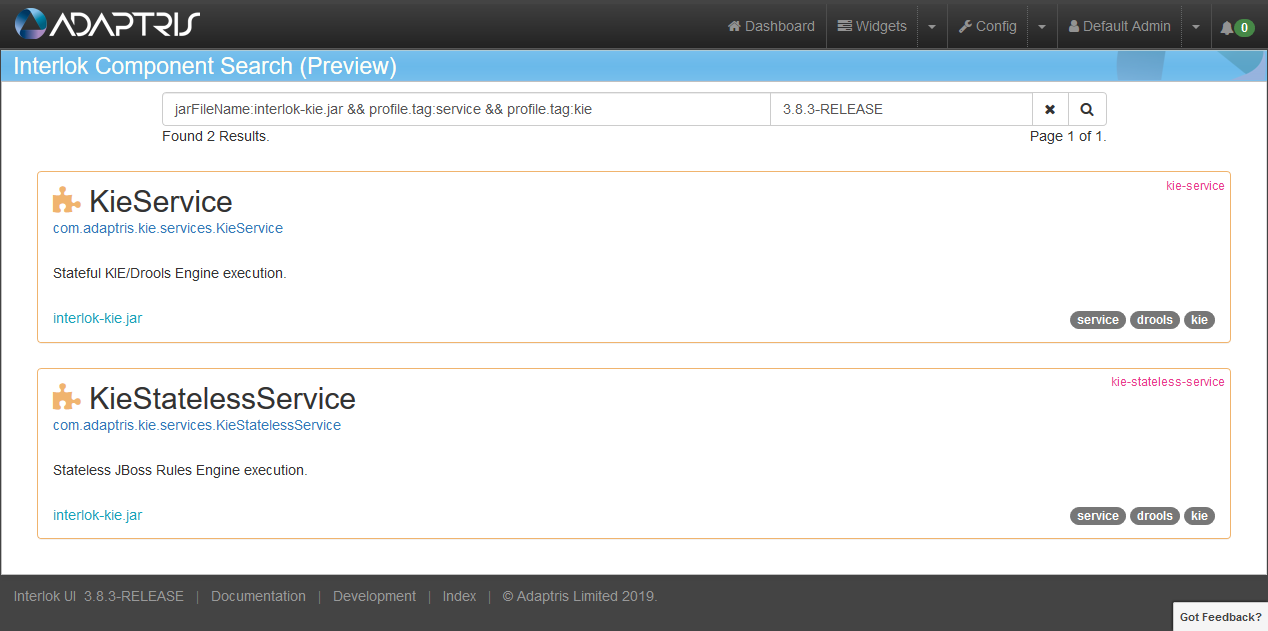 ADAPTRIS Dashboard Widgets Config Default Admin 0
Interlok Component Search (Preview)
jarFileName:interlok-kie.jar && profile.tag:service && profile.tag:kie 3.8.3-RELEASE
Found 2 Results. Page 1 of 1.
kie-service
KieService
com.adaptris.kie.services.KieService
Stateful KIE/Drools Engine execution.
interlok-kie.jar service drools kie
kie-stateless-service
KieStatelessService
com.adaptris.kie.services.KieStatelessService
Stateless JBoss Rules Engine execution.
interlok-kie.jar service drools kie
Interlok UI 3.8.3-RELEASE | Documentation | Development | Index | © Adaptris Limited 2019.
Got Feedback?